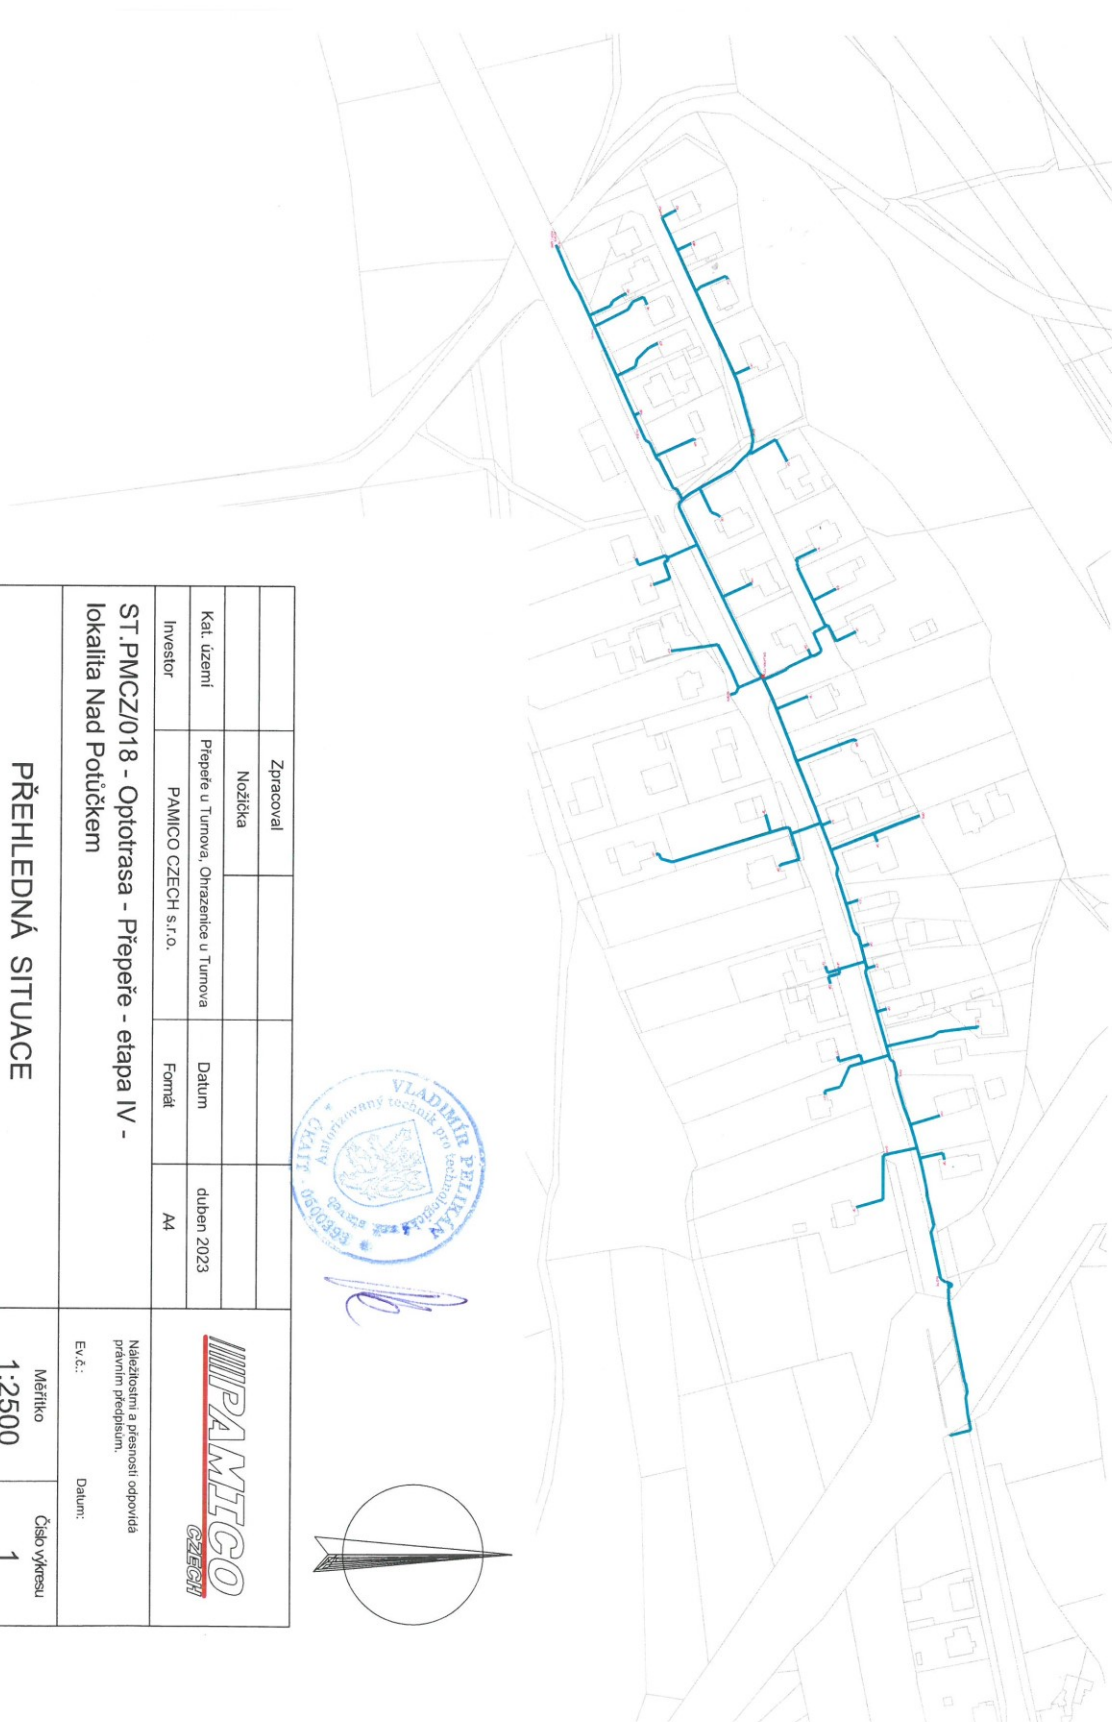 Zpracoval
Nožička
Kat. území
Přepeře u Turnova, Ohrazenice u Turnova
Datum
duben 2023
Investor
PAMICO CZECH s.r.o.
Formát
A4
PAMICO
CZECH
ST.PMCZ/018 - Optotrasa - Přepeře - etapa IV -
lokalita Nad Potůčkem
Náležitostmi a přesností odpovídá
právním předpisům.
Ev.č.:
Datum:
PŘEHLEDNÁ SITUACE
Měřítko
1:2500
Číslo výkresu
1
VLADIMÍR PELIKÁN
Autorizovaný technik pro technologická
ČKAIT